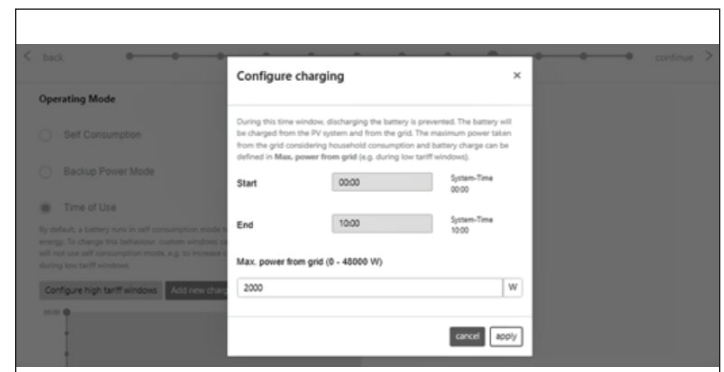 back
continue
Operating Mode
Self Consumption
Backup Power Mode
Time of Use
By default, a battery runs in self consumption mode
energy. To change this behaviour, custom windows
will not use self consumption mode, e.g. to increase
during low tariff windows.
Configure high tariff windows Add new charg
00:00
Configure charging ×
During this time window, discharging the battery is prevented. The battery will
be charged from the PV system and from the grid. The maximum power taken
from the grid considering household consumption and battery charge can be
defined in Max. power from grid (e.g. during low tariff windows).
Start 00:00 System-Time
00:00
End 10:00 System-Time
10:00
Max. power from grid (0 - 48000 W)
2000 W
cancel apply